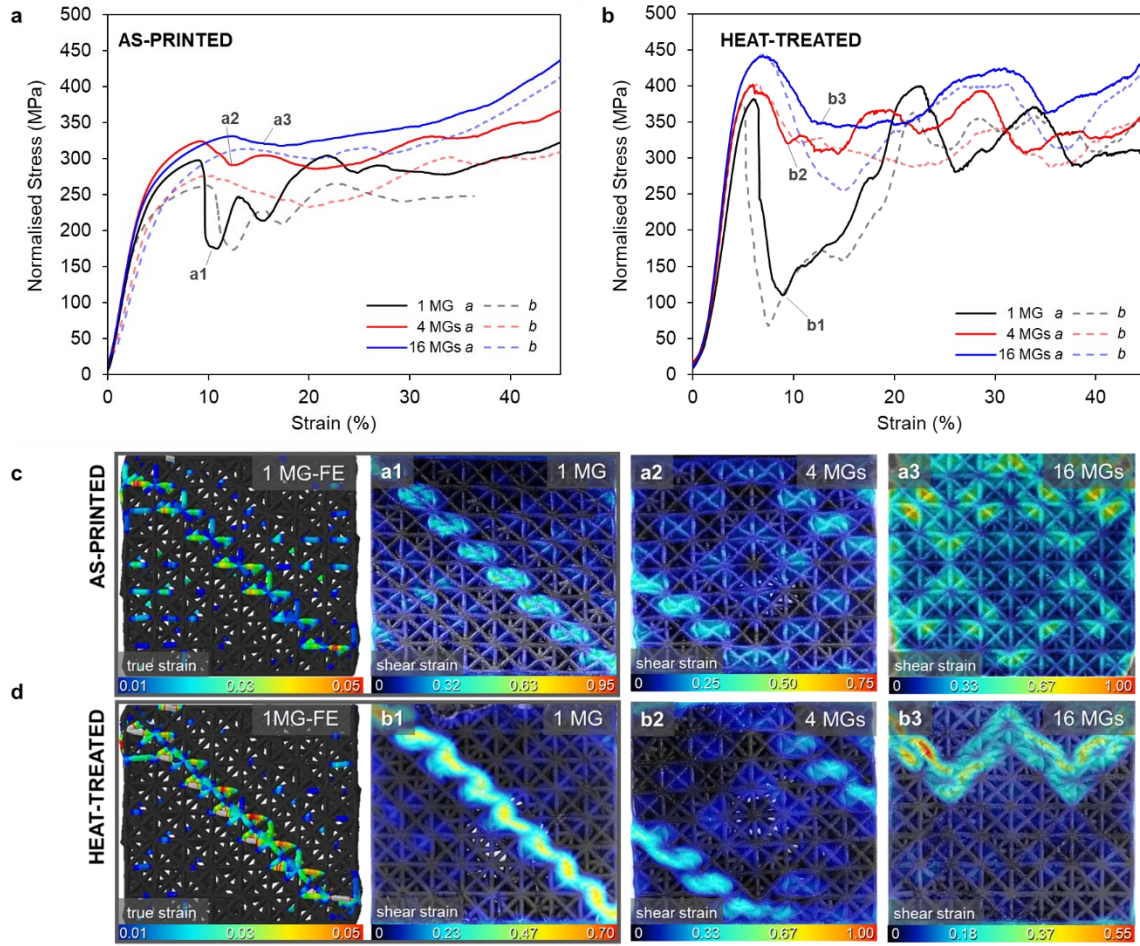 a
AS-PRINTED
Normalised Stress (MPa)
500
450
400
350
300
250
200
150
100
50
0
a1
a2
a3
1 MG a b
4 MGs a b
16 MGs a b
0 10 20 30 40
Strain (%)
b
HEAT-TREATED
Normalised Stress (MPa)
500
450
400
350
300
250
200
150
100
50
0
b3
b2
b1
1 MG a b
4 MGs a b
16 MGs a b
0 10 20 30 40
Strain (%)
c
AS-PRINTED
1 MG-FE
true strain
0.01 0.03 0.05
a1 1 MG
shear strain
0 0.32 0.63 0.95
a2 4 MGs
shear strain
0 0.25 0.50 0.75
a3 16 MGs
shear strain
0 0.33 0.67 1.00
d
HEAT-TREATED
1MG-FE
true strain
0.01 0.03 0.05
b1 1 MG
shear strain
0 0.23 0.47 0.70
b2 4 MGs
shear strain
0 0.33 0.67 1.00
b3 16 MGs
shear strain
0 0.18 0.37 0.55